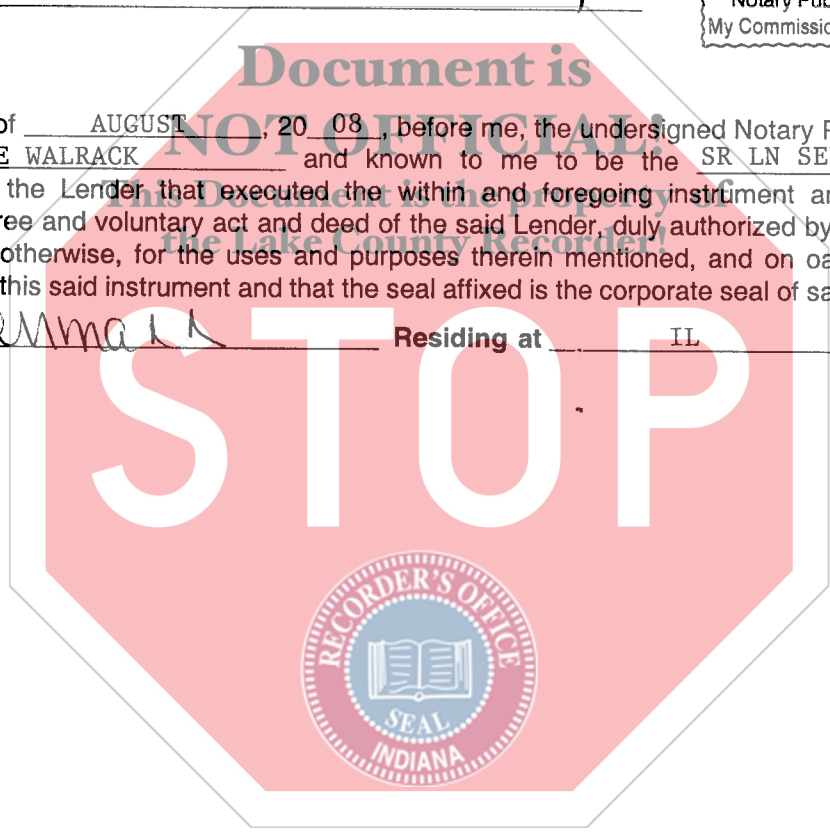 Notary Pub
My Commissio
Document is
NOT OFFICIAL!
This Document is the property of
the Lake County Recorder!
of AUGUST, 20 08, before me, the undersigned Notary P
E WALRACK and known to me to be the SR LN SE
the Lender that executed the within and foregoing instrument a
ree and voluntary act and deed of the said Lender, duly authorized by
otherwise, for the uses and purposes therein mentioned, and on oa
this said instrument and that the seal affixed is the corporate seal of sa
Residing at IL
STOP
RECORDER'S OFFICE
SEAL
INDIANA